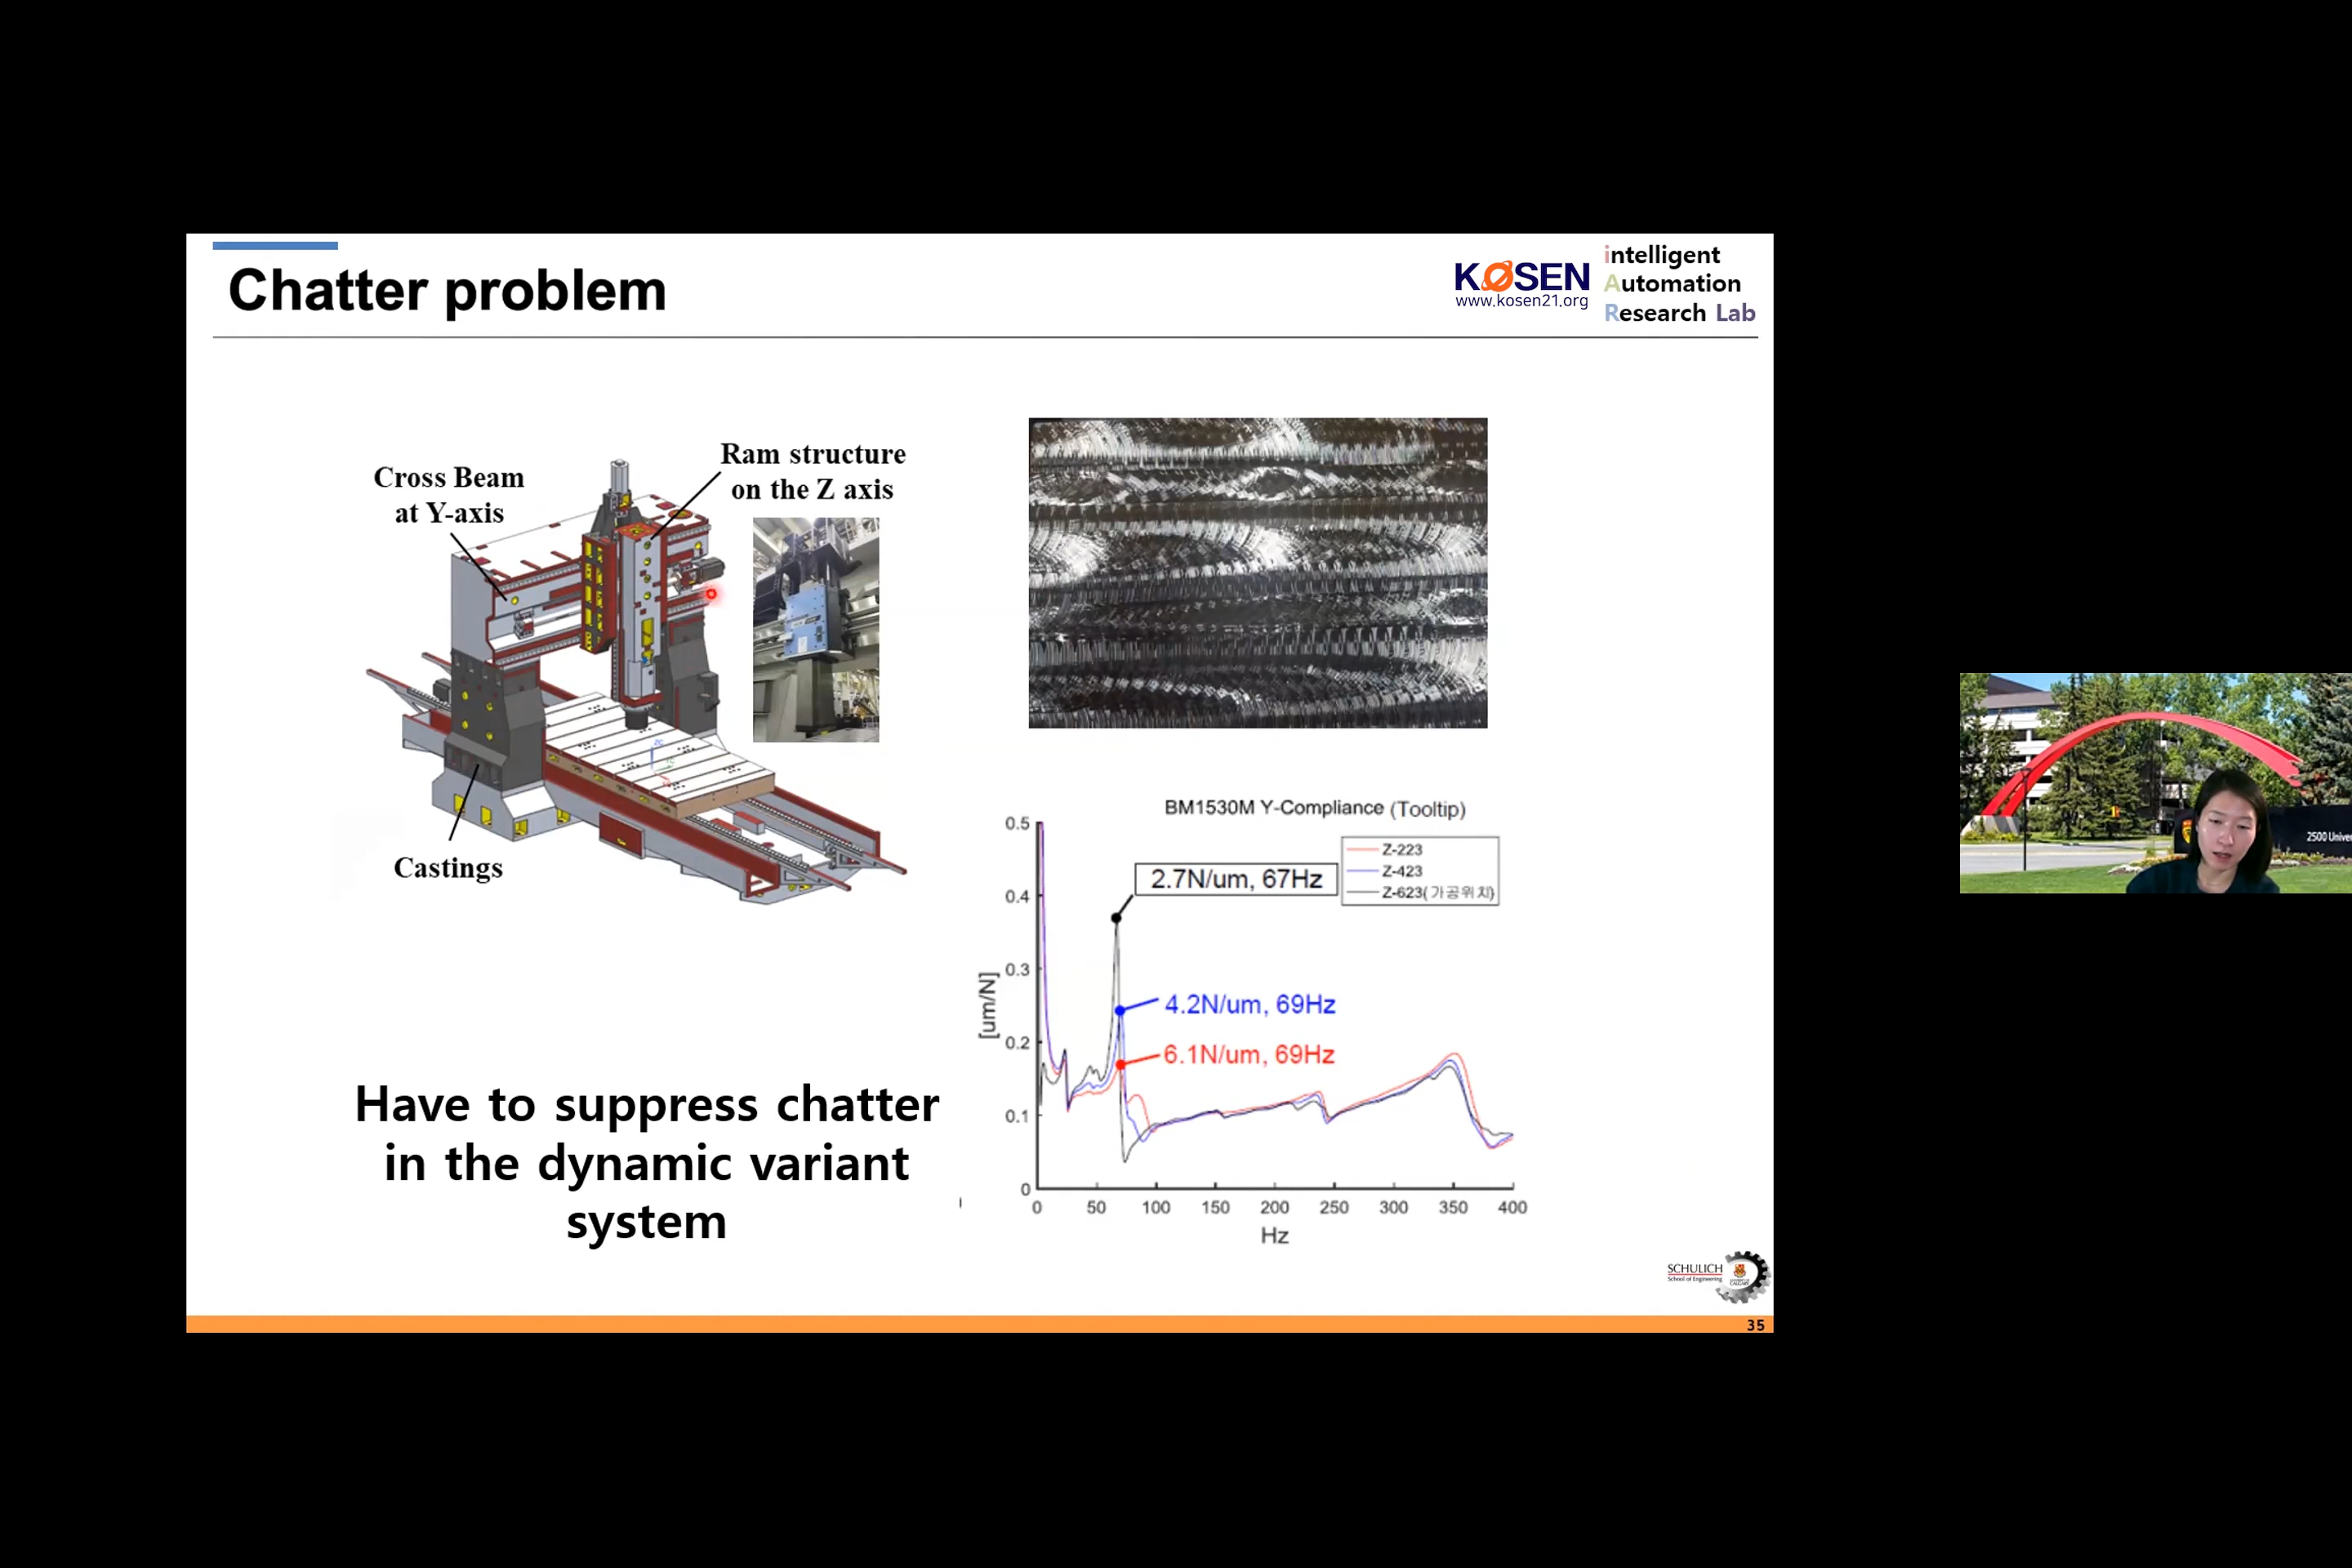 Chatter problem
KOSEN
www.kosen21.org
intelligent
Automation
Research Lab
Cross Beam
at Y-axis
Ram structure
on the Z axis
Castings
Have to suppress chatter
in the dynamic variant
system
BM1530M Y-Compliance (Tooltip)
Z-223
Z-423
Z-623(가공위치)
2.7N/um, 67Hz
4.2N/um, 69Hz
6.1N/um, 69Hz
[um/N]
0.5
0.4
0.3
0.2
0.1
0
0 50 100 150 200 250 300 350 400
Hz
SCHULICH
School of Engineering
35
2500 Univer